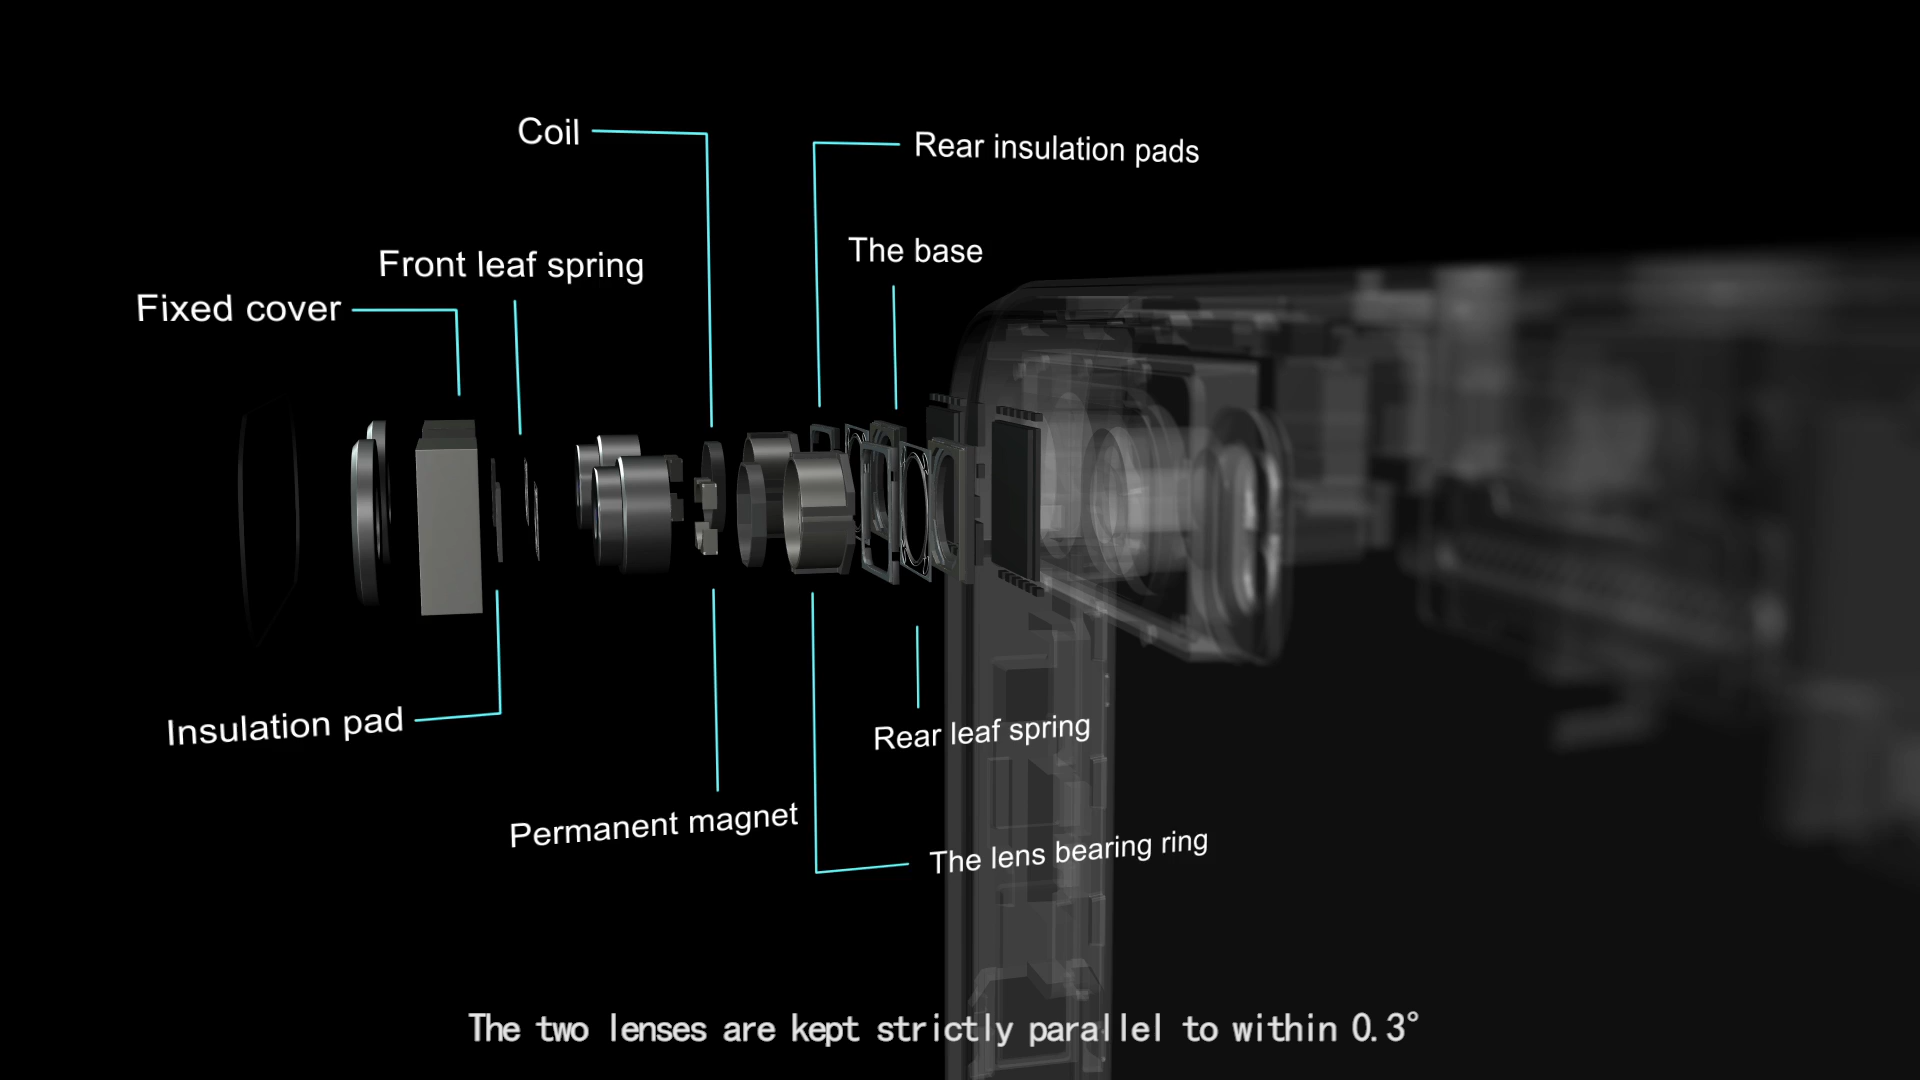 Coil
Rear insulation pads
The base
Front leaf spring
Fixed cover
Insulation pad
Rear leaf spring
Permanent magnet
The lens bearing ring
The two lenses are kept strictly parallel to within 0.3°